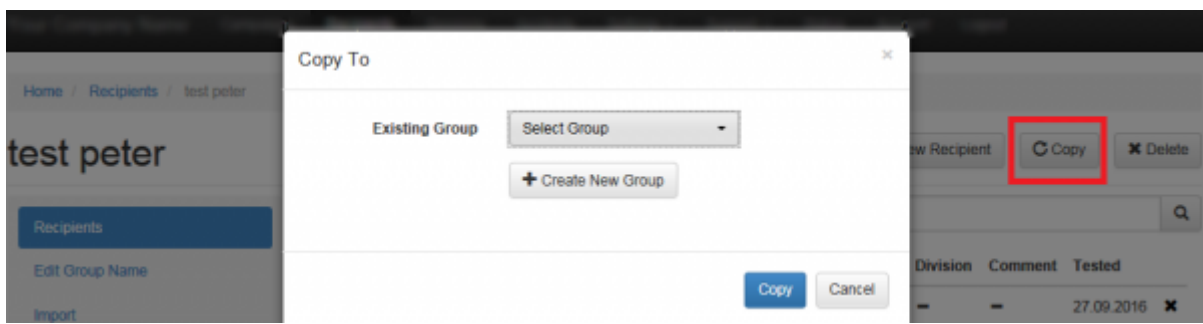 Copy To ×
Home / Recipients / test peter
Existing Group Select Group
test peter
Recipient Copy Delete
Create New Group
Recipients
Edit Group Name
Division Comment Tested
Copy Cancel
27.09.2016
Import